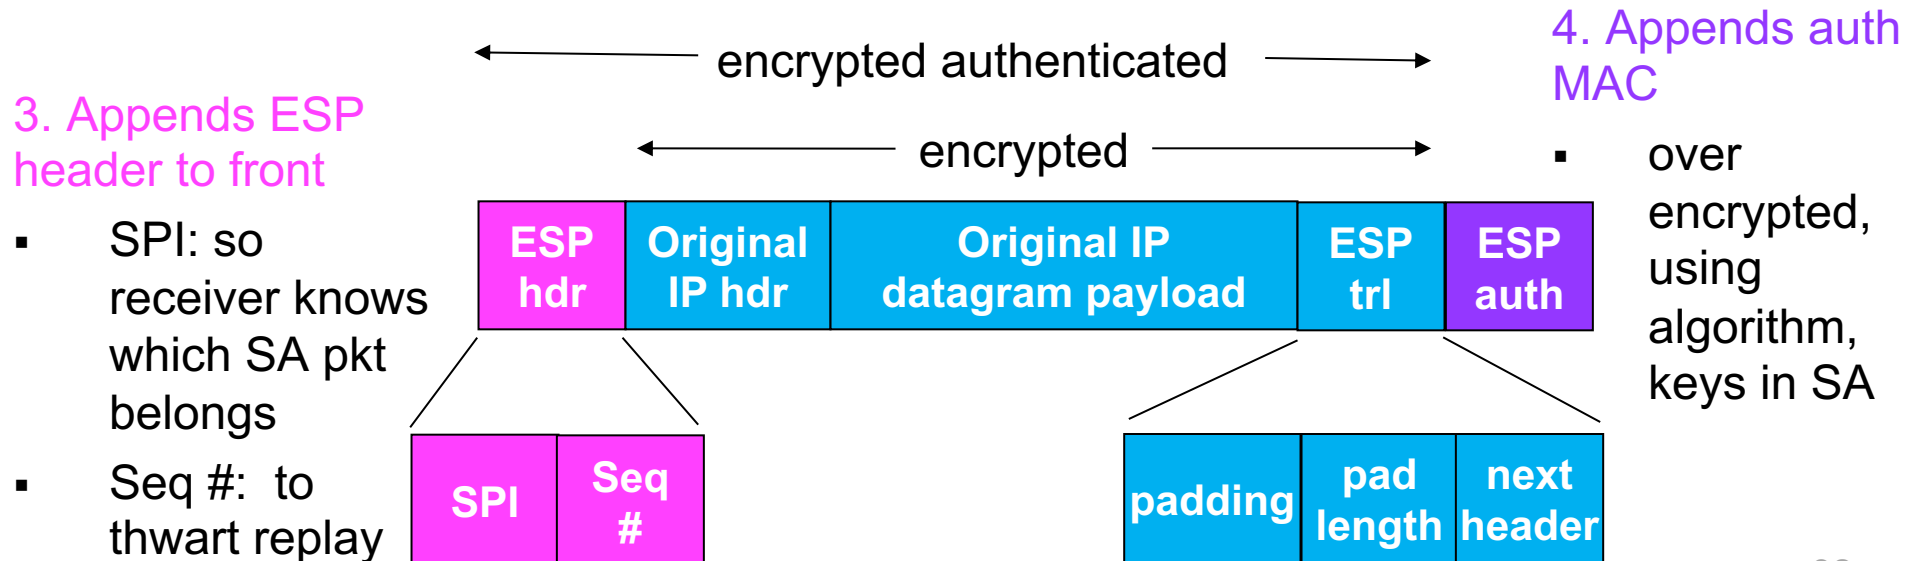 encrypted authenticated
encrypted
3. Appends ESP
header to front
▪ SPI: so
receiver knows
which SA pkt
belongs
▪ Seq #: to
thwart replay
ESP
hdr
Original
IP hdr
Original IP
datagram payload
ESP
trl
ESP
auth
SPI
Seq
#
padding
pad
length
next
header
4. Appends auth
MAC
▪ over
encrypted,
using
algorithm,
keys in SA